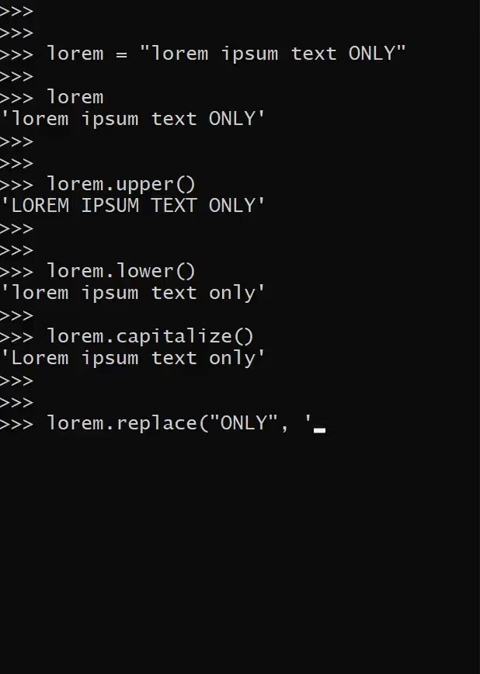 >>>
>>>
>>> lorem = "lorem ipsum text ONLY"
>>>
>>> lorem
'lorem ipsum text ONLY'
>>>
>>>
>>> lorem.upper()
'LOREM IPSUM TEXT ONLY'
>>>
>>>
>>> lorem.lower()
'lorem ipsum text only'
>>>
>>> lorem.capitalize()
'Lorem ipsum text only'
>>>
>>>
>>> lorem.replace("ONLY", '